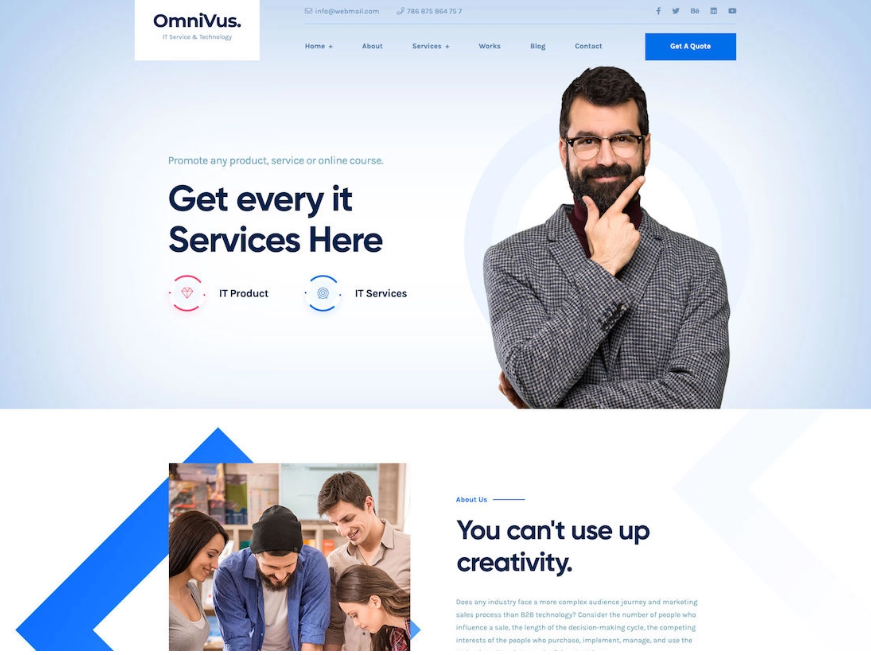 OmniVus.
IT Service & Technology
info@webmail.com 786 875 864 75 7
Home + About Services + Works Blog Contact
Get A Quote
Promote any product, service or online course.
Get every it
Services Here
IT Product IT Services
About Us
You can't use up
creativity.
Does any industry face a more complex audience journey and marketing
sales process than B2B technology? Consider the number of people who
influence a sale, the length of the decision-making cycle, the competing
interests of the people who purchase, implement, manage, and use the